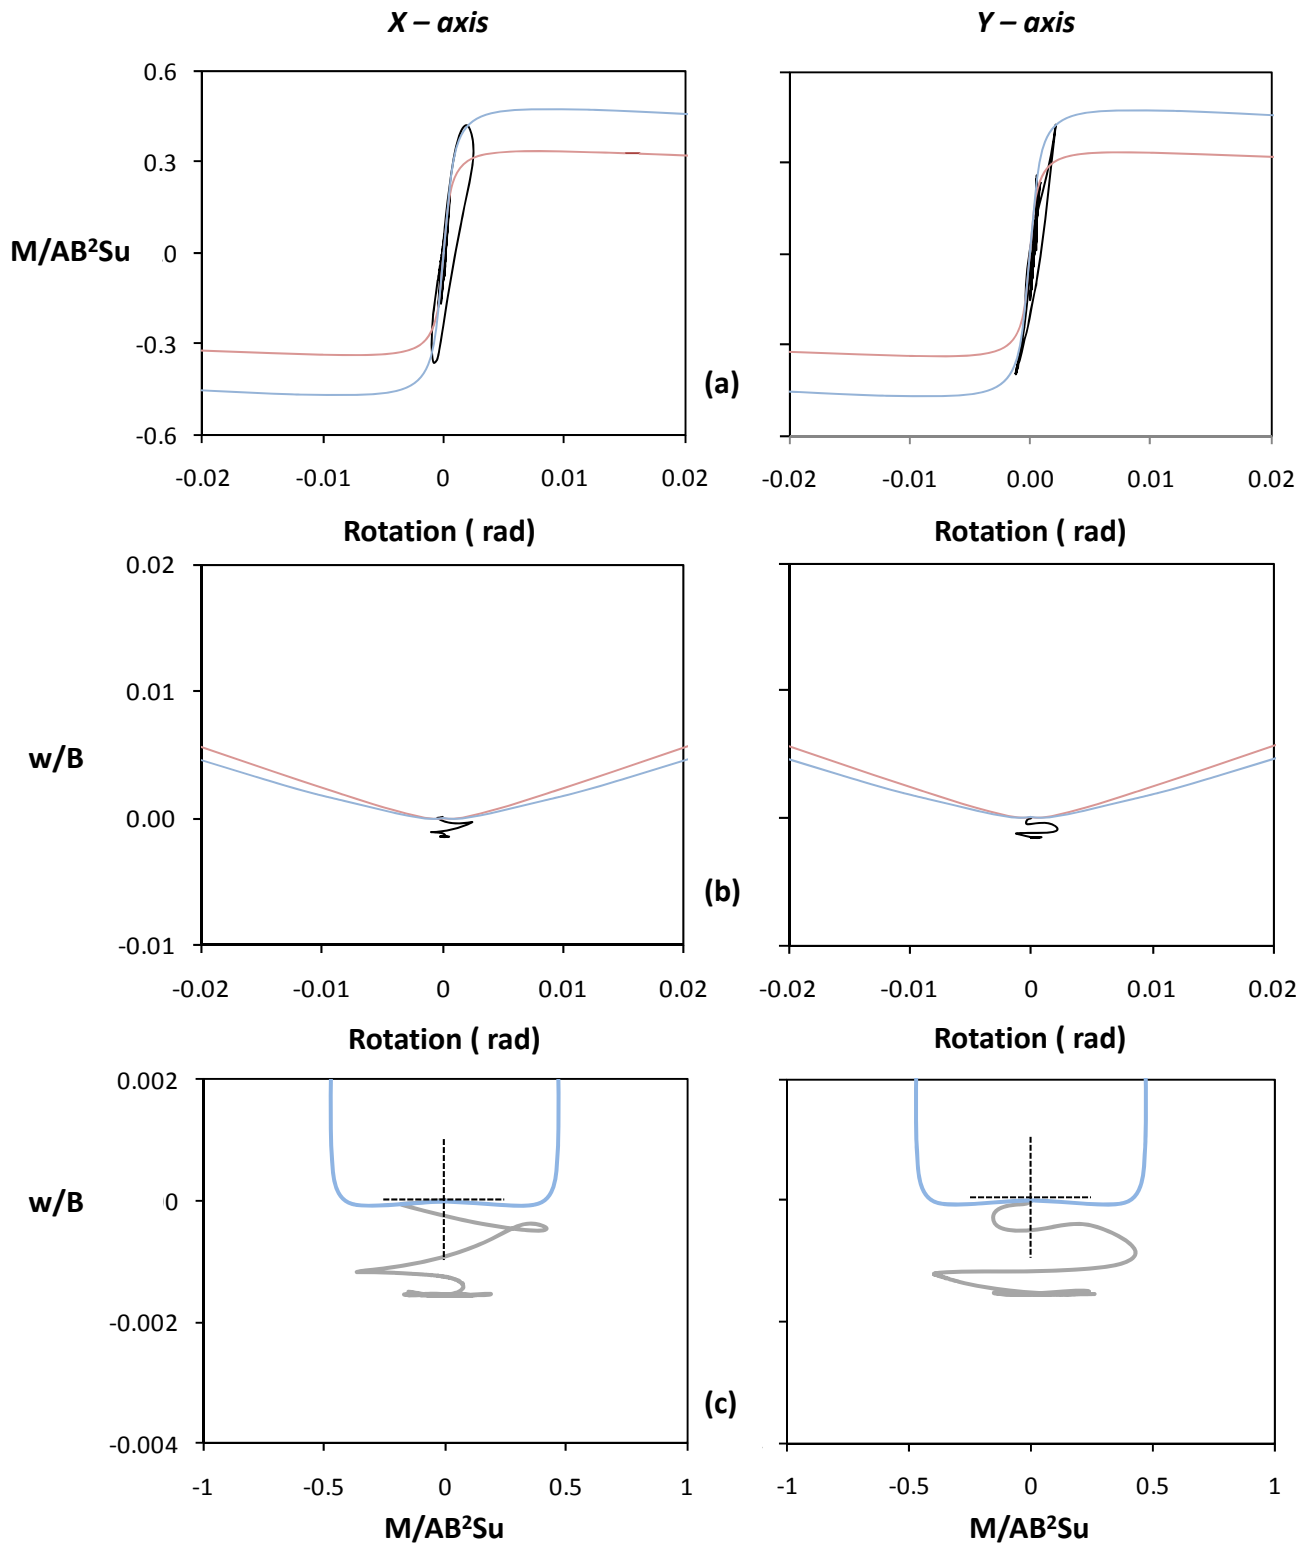 X – axis Y – axis
0.6
0.3
M/AB²Su 0
-0.3
(a)
-0.6
-0.02 -0.01 0 0.01 0.02 -0.02 -0.01 0.00 0.01 0.02
Rotation ( rad) Rotation ( rad)
0.02
0.01
w/B
0.00
(b)
-0.01
-0.02 -0.01 0 0.01 0.02 -0.02 -0.01 0 0.01 0.02
Rotation ( rad) Rotation ( rad)
0.002
w/B 0
-0.002
(c)
-0.004
-1 -0.5 0 0.5 1 -1 -0.5 0 0.5 1
M/AB²Su M/AB²Su